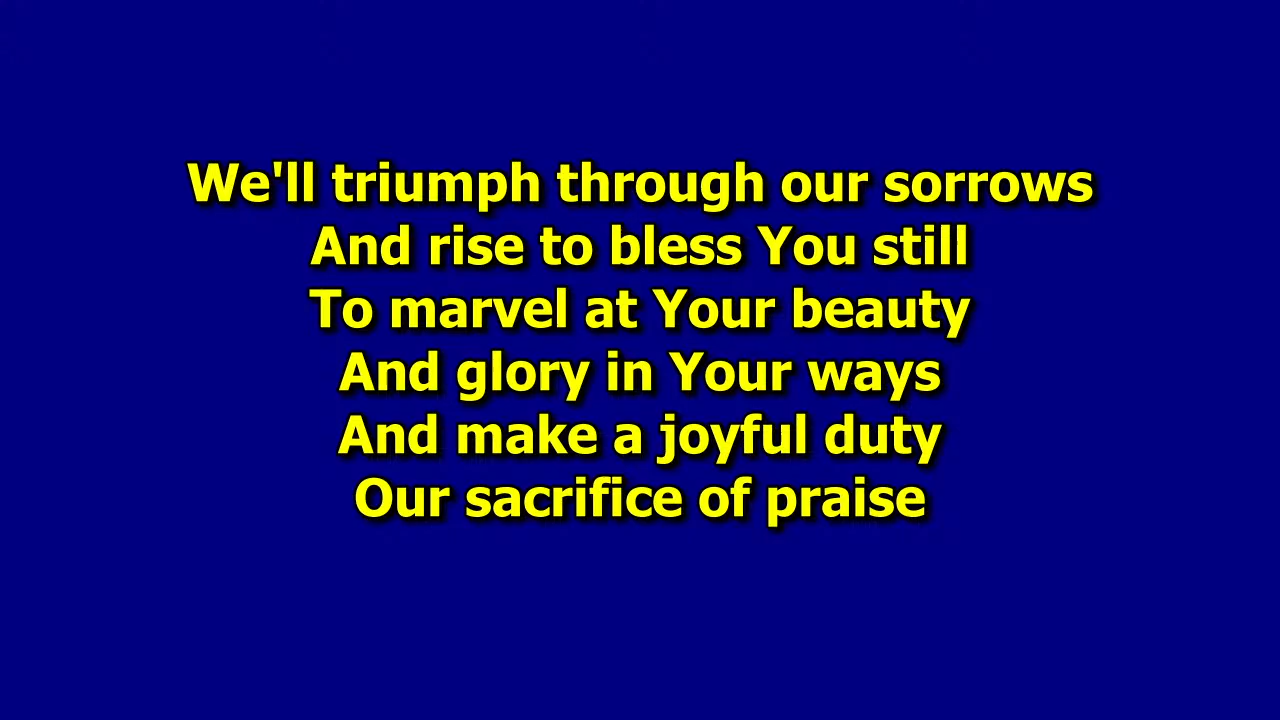 We'll triumph through our sorrows
And rise to bless You still
To marvel at Your beauty
And glory in Your ways
And make a joyful duty
Our sacrifice of praise